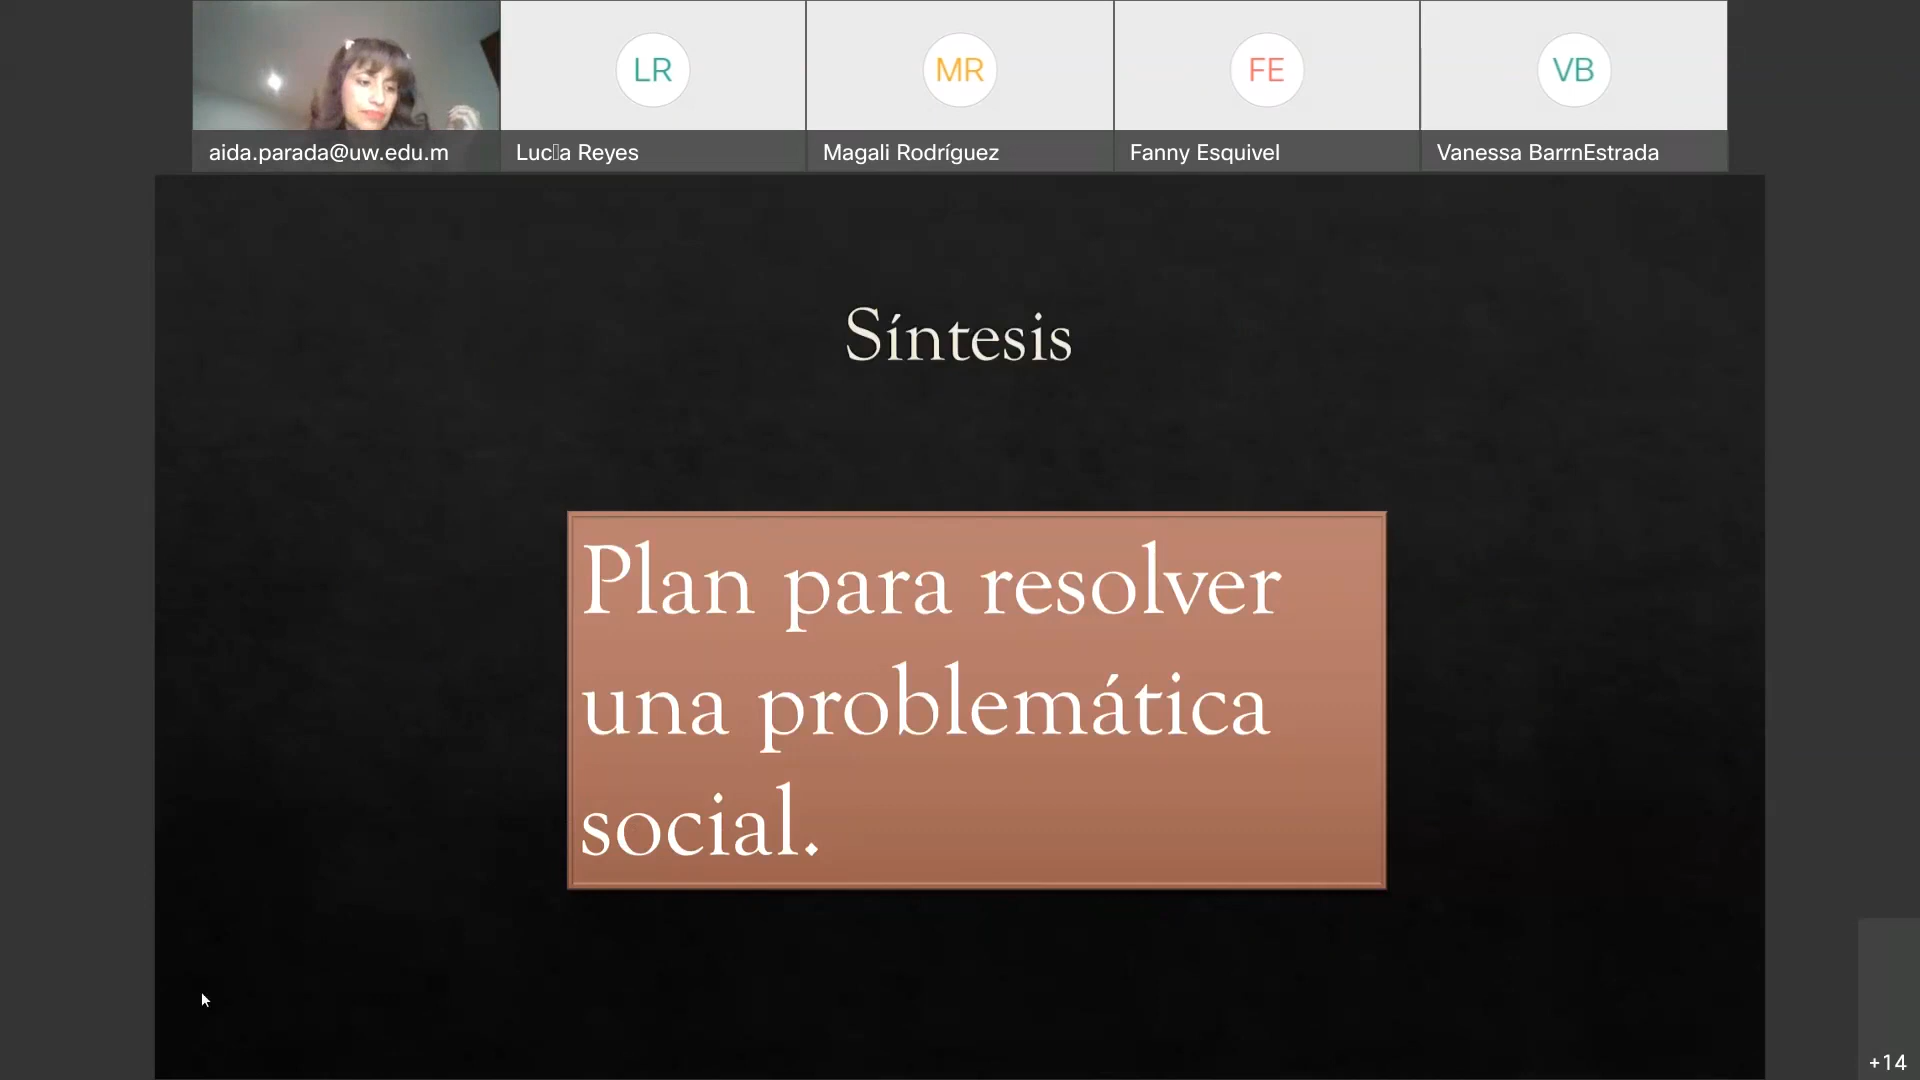 LR
MR
FE
VB
aida.parada@uw.edu.m
Luc▯a Reyes
Magali Rodríguez
Fanny Esquivel
Vanessa BarrnEstrada
Síntesis
Plan para resolver
una problemática
social.
+14